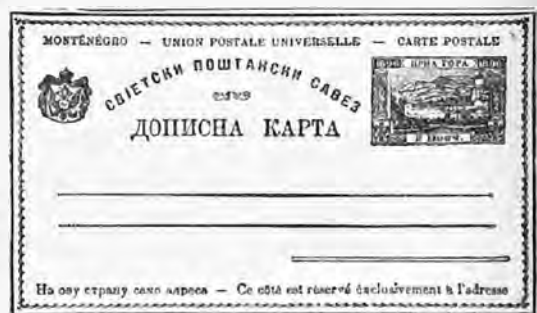 MONTÉNÉGRO — UNION POSTALE UNIVERSELLE — CARTE POSTALE
СВЈЕТСКИ ПОШТАНСКИ САВЕЗ
ДОПИСНА КАРТА
ЦРНА ГОРА
На ову страну само адреса — Ce côté est réservé exclusivement à l'adresse